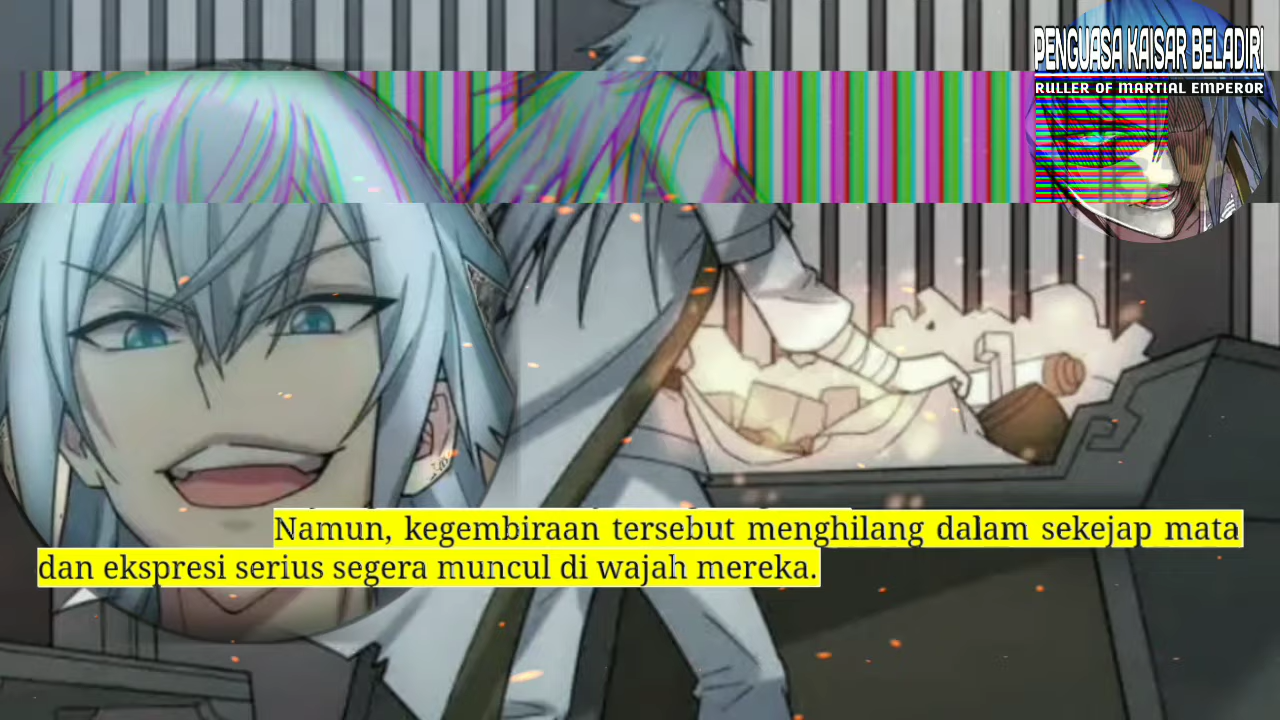 PENGUASA KAISAR BELADIRI
RULLER OF MARTIAL EMPEROR
Namun, kegembiraan tersebut menghilang dalam sekejap mata
dan ekspresi serius segera muncul di wajah mereka.